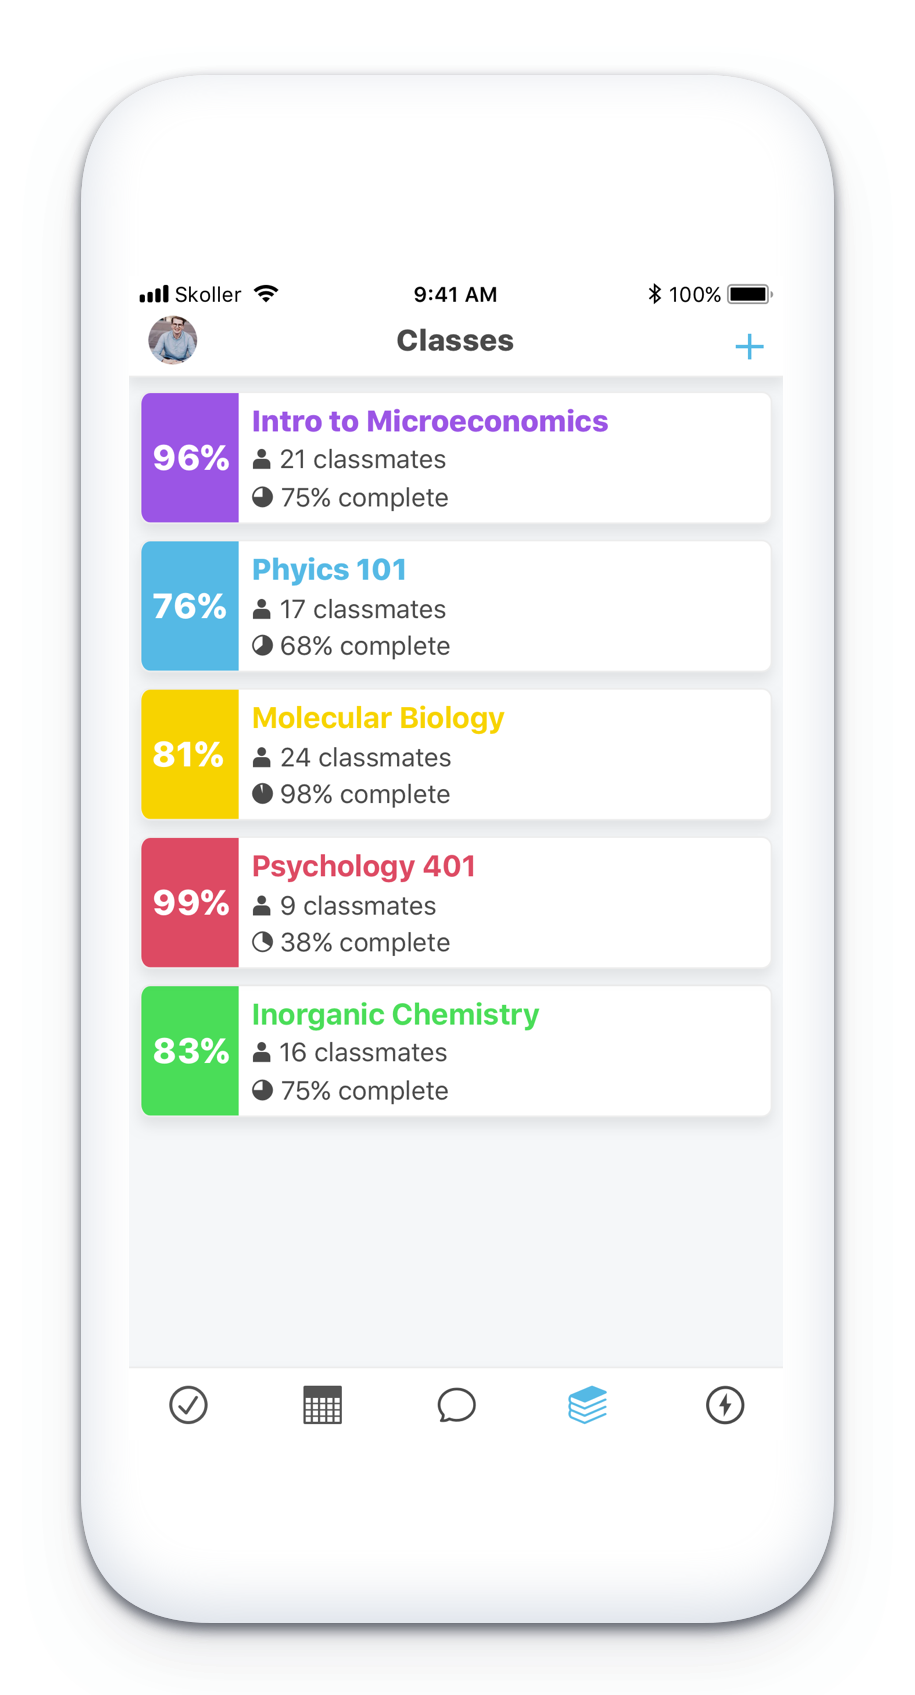 Skoller 9:41 AM 100%
Classes
96%
Intro to Microeconomics
21 classmates
75% complete
76%
Phyics 101
17 classmates
68% complete
81%
Molecular Biology
24 classmates
98% complete
99%
Psychology 401
9 classmates
38% complete
83%
Inorganic Chemistry
16 classmates
75% complete